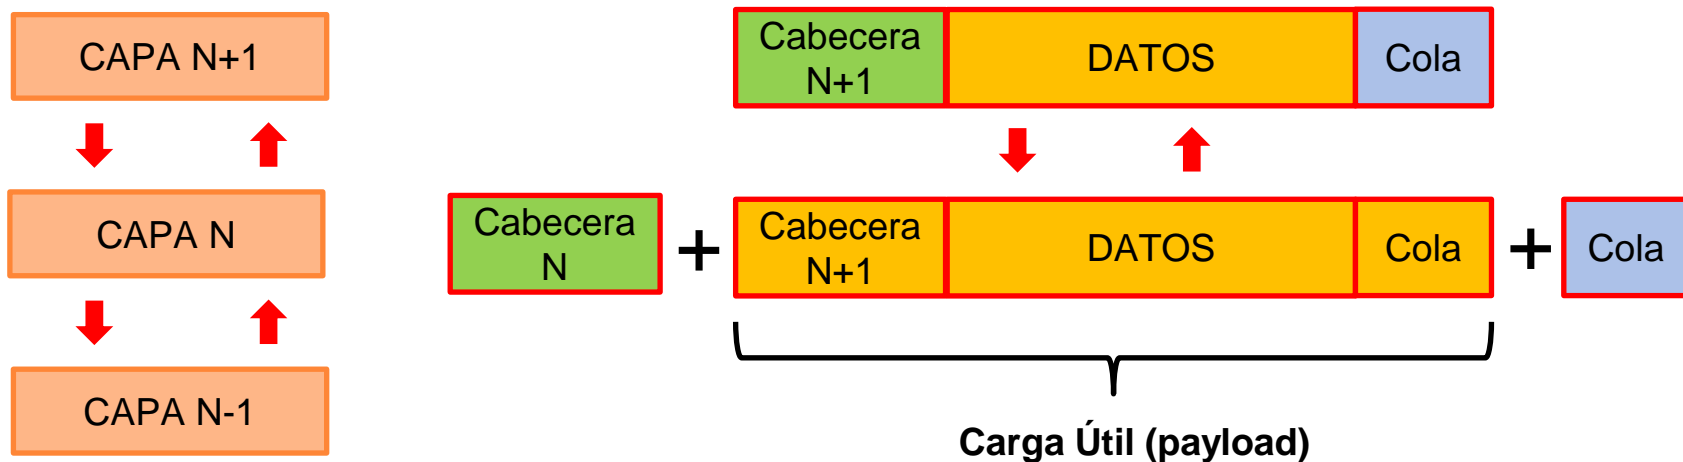 CAPA N+1
CAPA N
CAPA N-1
Cabecera
N+1
DATOS
Cola
Cabecera
N
+
Cabecera
N+1
DATOS
Cola
+
Cola
Carga Útil (payload)